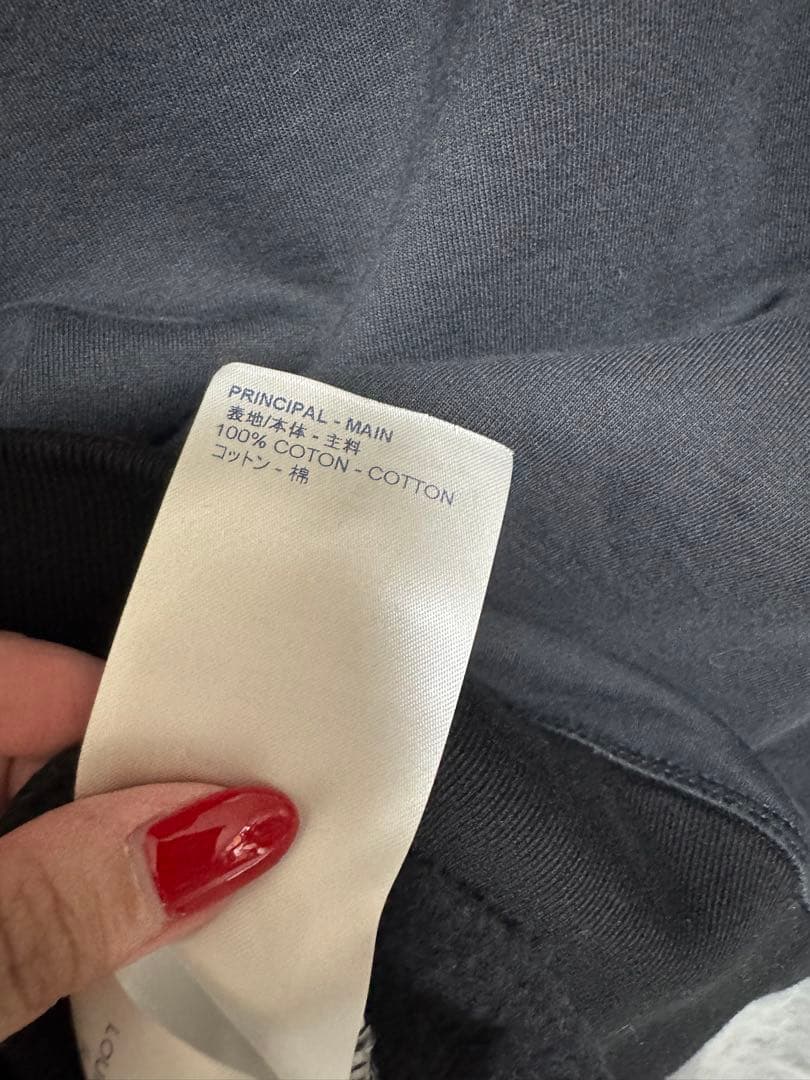 PRINCIPAL - MAIN
表地/本体 - 主料
100% COTON - COTTON
コットン - 棉